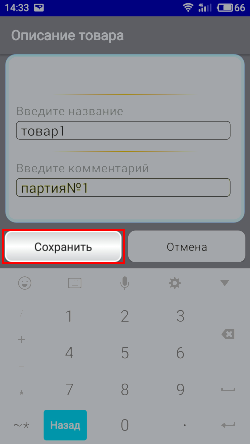 14:33 66
Описание товара
Введите название
товар1
Введите комментарий
партия№1
Сохранить Отмена
1 2 3
+ 4 5 6
* 7 8 9
~* Назад 0 .